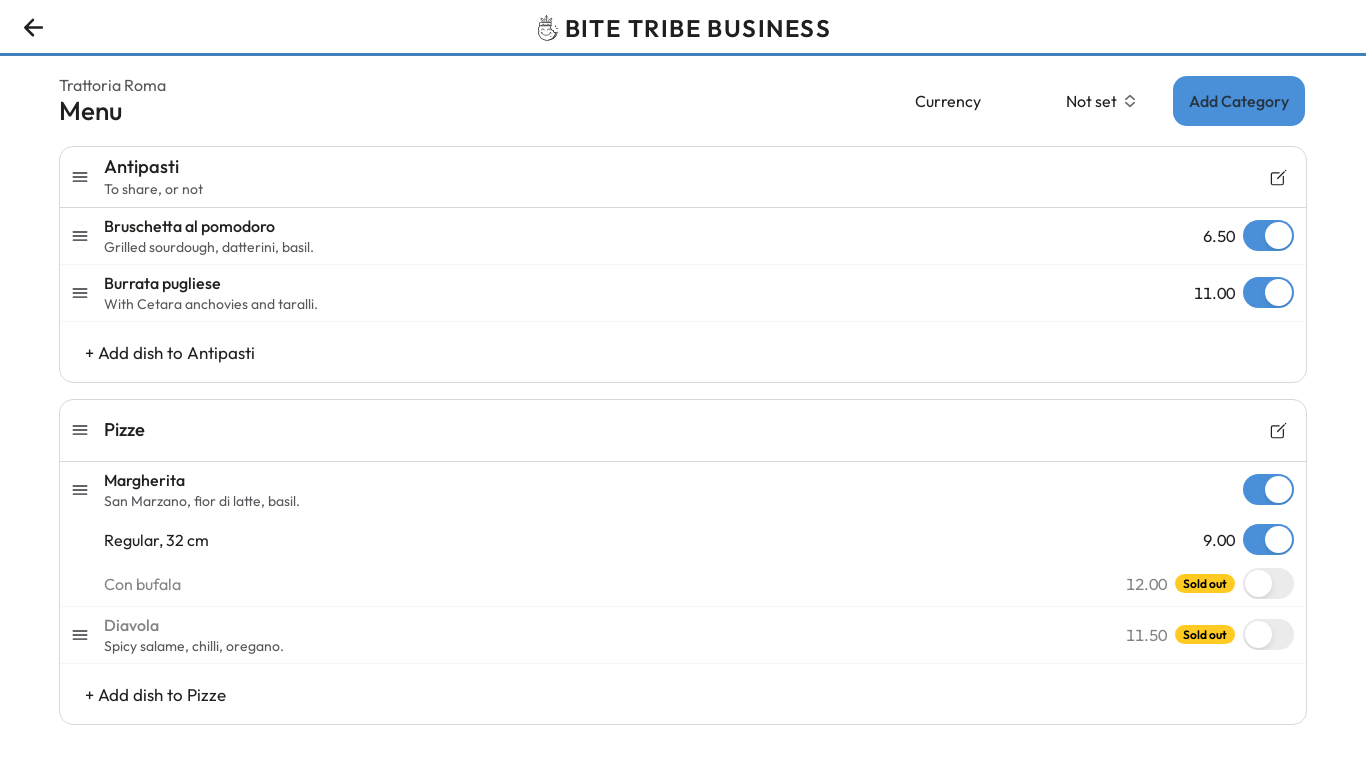 BITE TRIBE BUSINESS
Trattoria Roma
Menu
Currency
Not set
Add Category
Antipasti
To share, or not
Bruschetta al pomodoro
Grilled sourdough, datterini, basil.
6.50
Burrata pugliese
With Cetara anchovies and taralli.
11.00
+ Add dish to Antipasti
Pizze
Margherita
San Marzano, fior di latte, basil.
Regular, 32 cm
9.00
Con bufala
12.00
Sold out
Diavola
Spicy salame, chilli, oregano.
11.50
Sold out
+ Add dish to Pizze